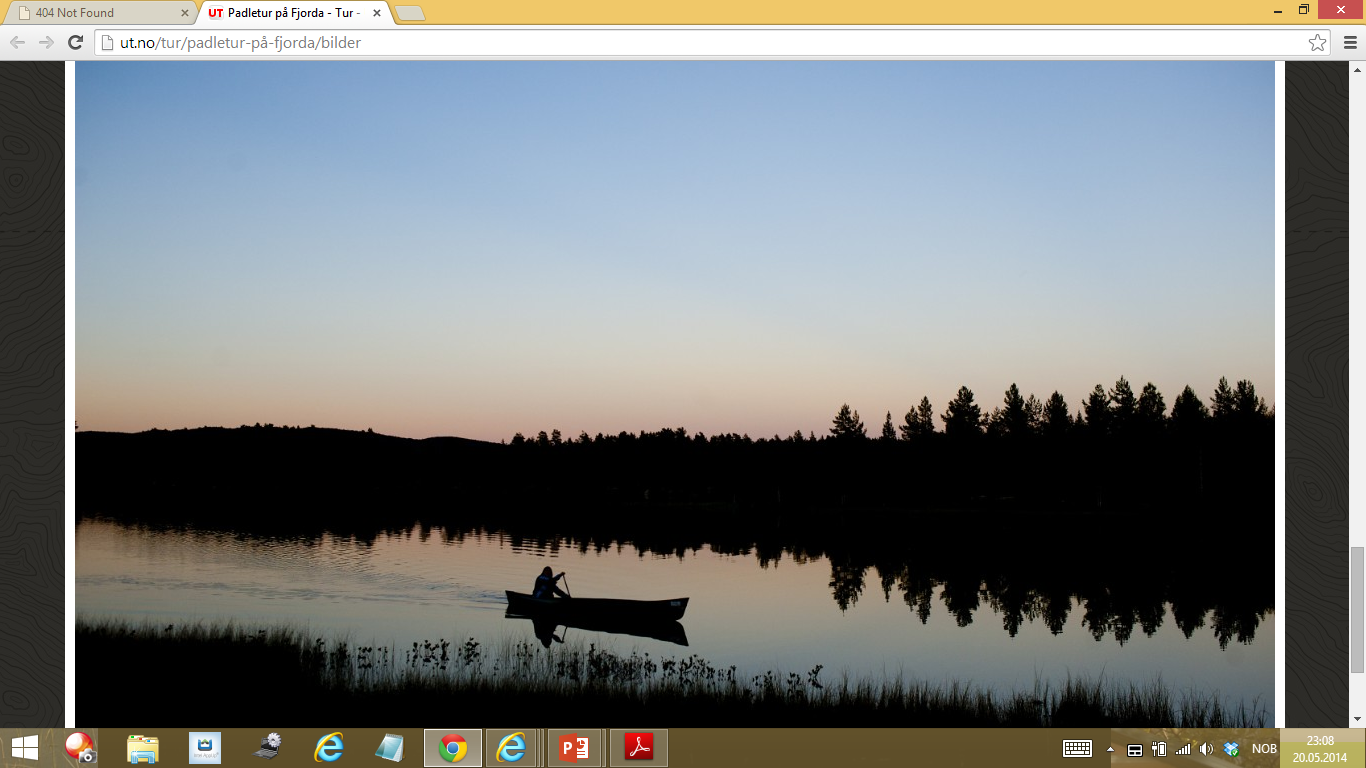 404 Not Found
UT Padletur på Fjorda - Tur -
ut.no/tur/padletur-på-fjorda/bilder
NOB
23:08
20.05.2014